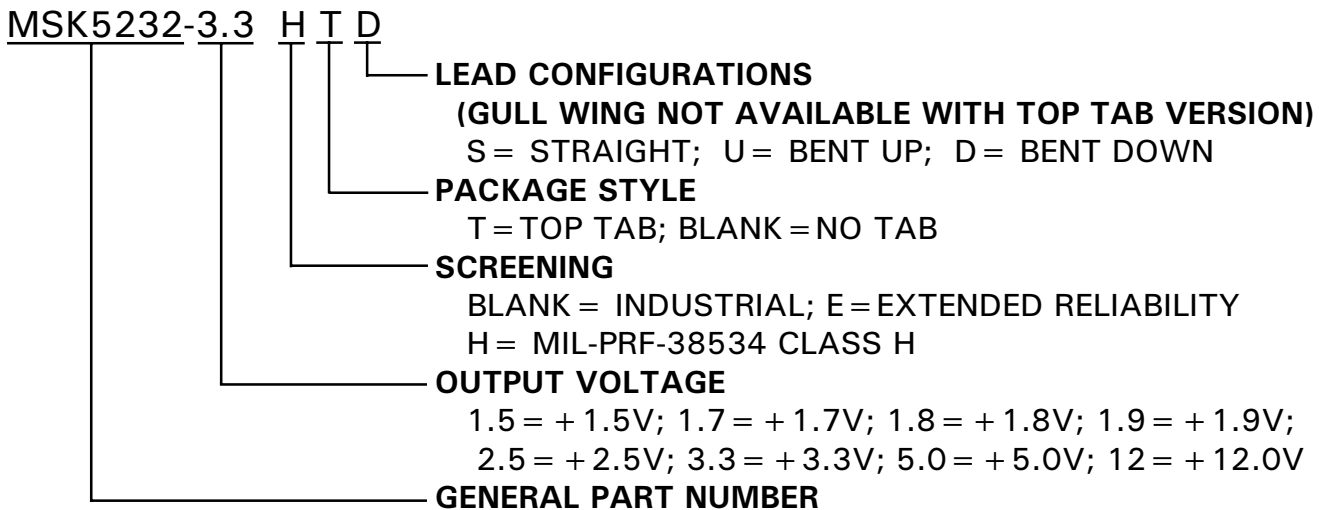 MSK5232-3.3 H T D
LEAD CONFIGURATIONS
(GULL WING NOT AVAILABLE WITH TOP TAB VERSION)
S= STRAIGHT; U= BENT UP; D= BENT DOWN
PACKAGE STYLE
T=TOP TAB; BLANK=NO TAB
SCREENING
BLANK= INDUSTRIAL; E=EXTENDED RELIABILITY
H= MIL-PRF-38534 CLASS H
OUTPUT VOLTAGE
1.5=+1.5V; 1.7=+1.7V; 1.8=+1.8V; 1.9=+1.9V;
2.5=+2.5V; 3.3=+3.3V; 5.0=+5.0V; 12=+12.0V
GENERAL PART NUMBER